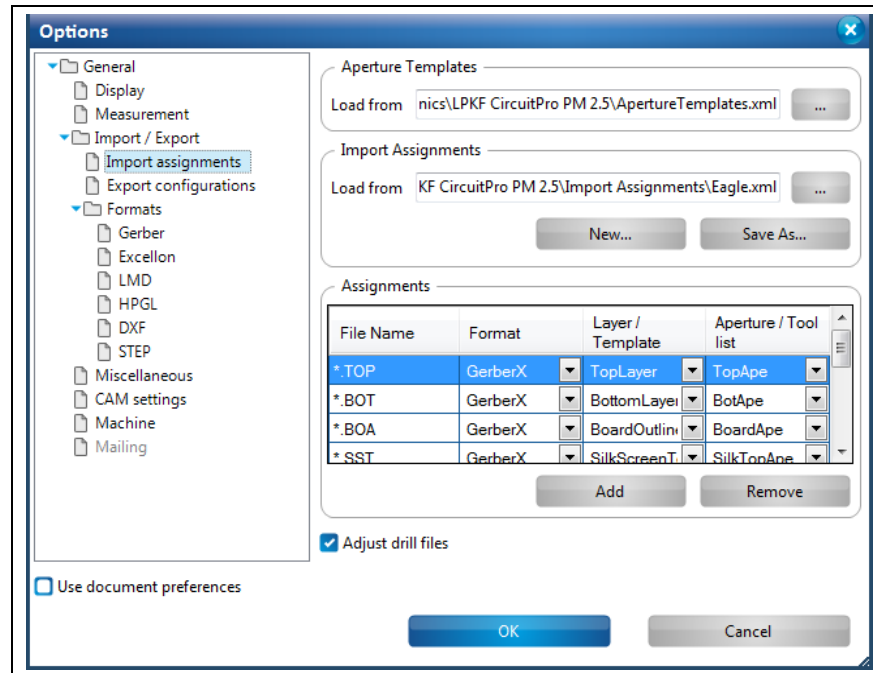 Options
General
Display
Measurement
Import / Export
Import assignments
Export configurations
Formats
Gerber
Excellon
LMD
HPGL
DXF
STEP
Miscellaneous
CAM settings
Machine
Mailing
Aperture Templates
Load from nics\LPKF CircuitPro PM 2.5\ApertureTemplates.xml ...
Import Assignments
Load from KF CircuitPro PM 2.5\Import Assignments\Eagle.xml ...
New... Save As...
Assignments
File Name Format Layer / Template Aperture / Tool list
*.TOP GerberX TopLayer TopApe
*.BOT GerberX BottomLayer BotApe
*.BOA GerberX BoardOutlin BoardApe
*.SST GerberX SilkScreenT SilkTopApe
Add Remove
Adjust drill files
Use document preferences
OK Cancel